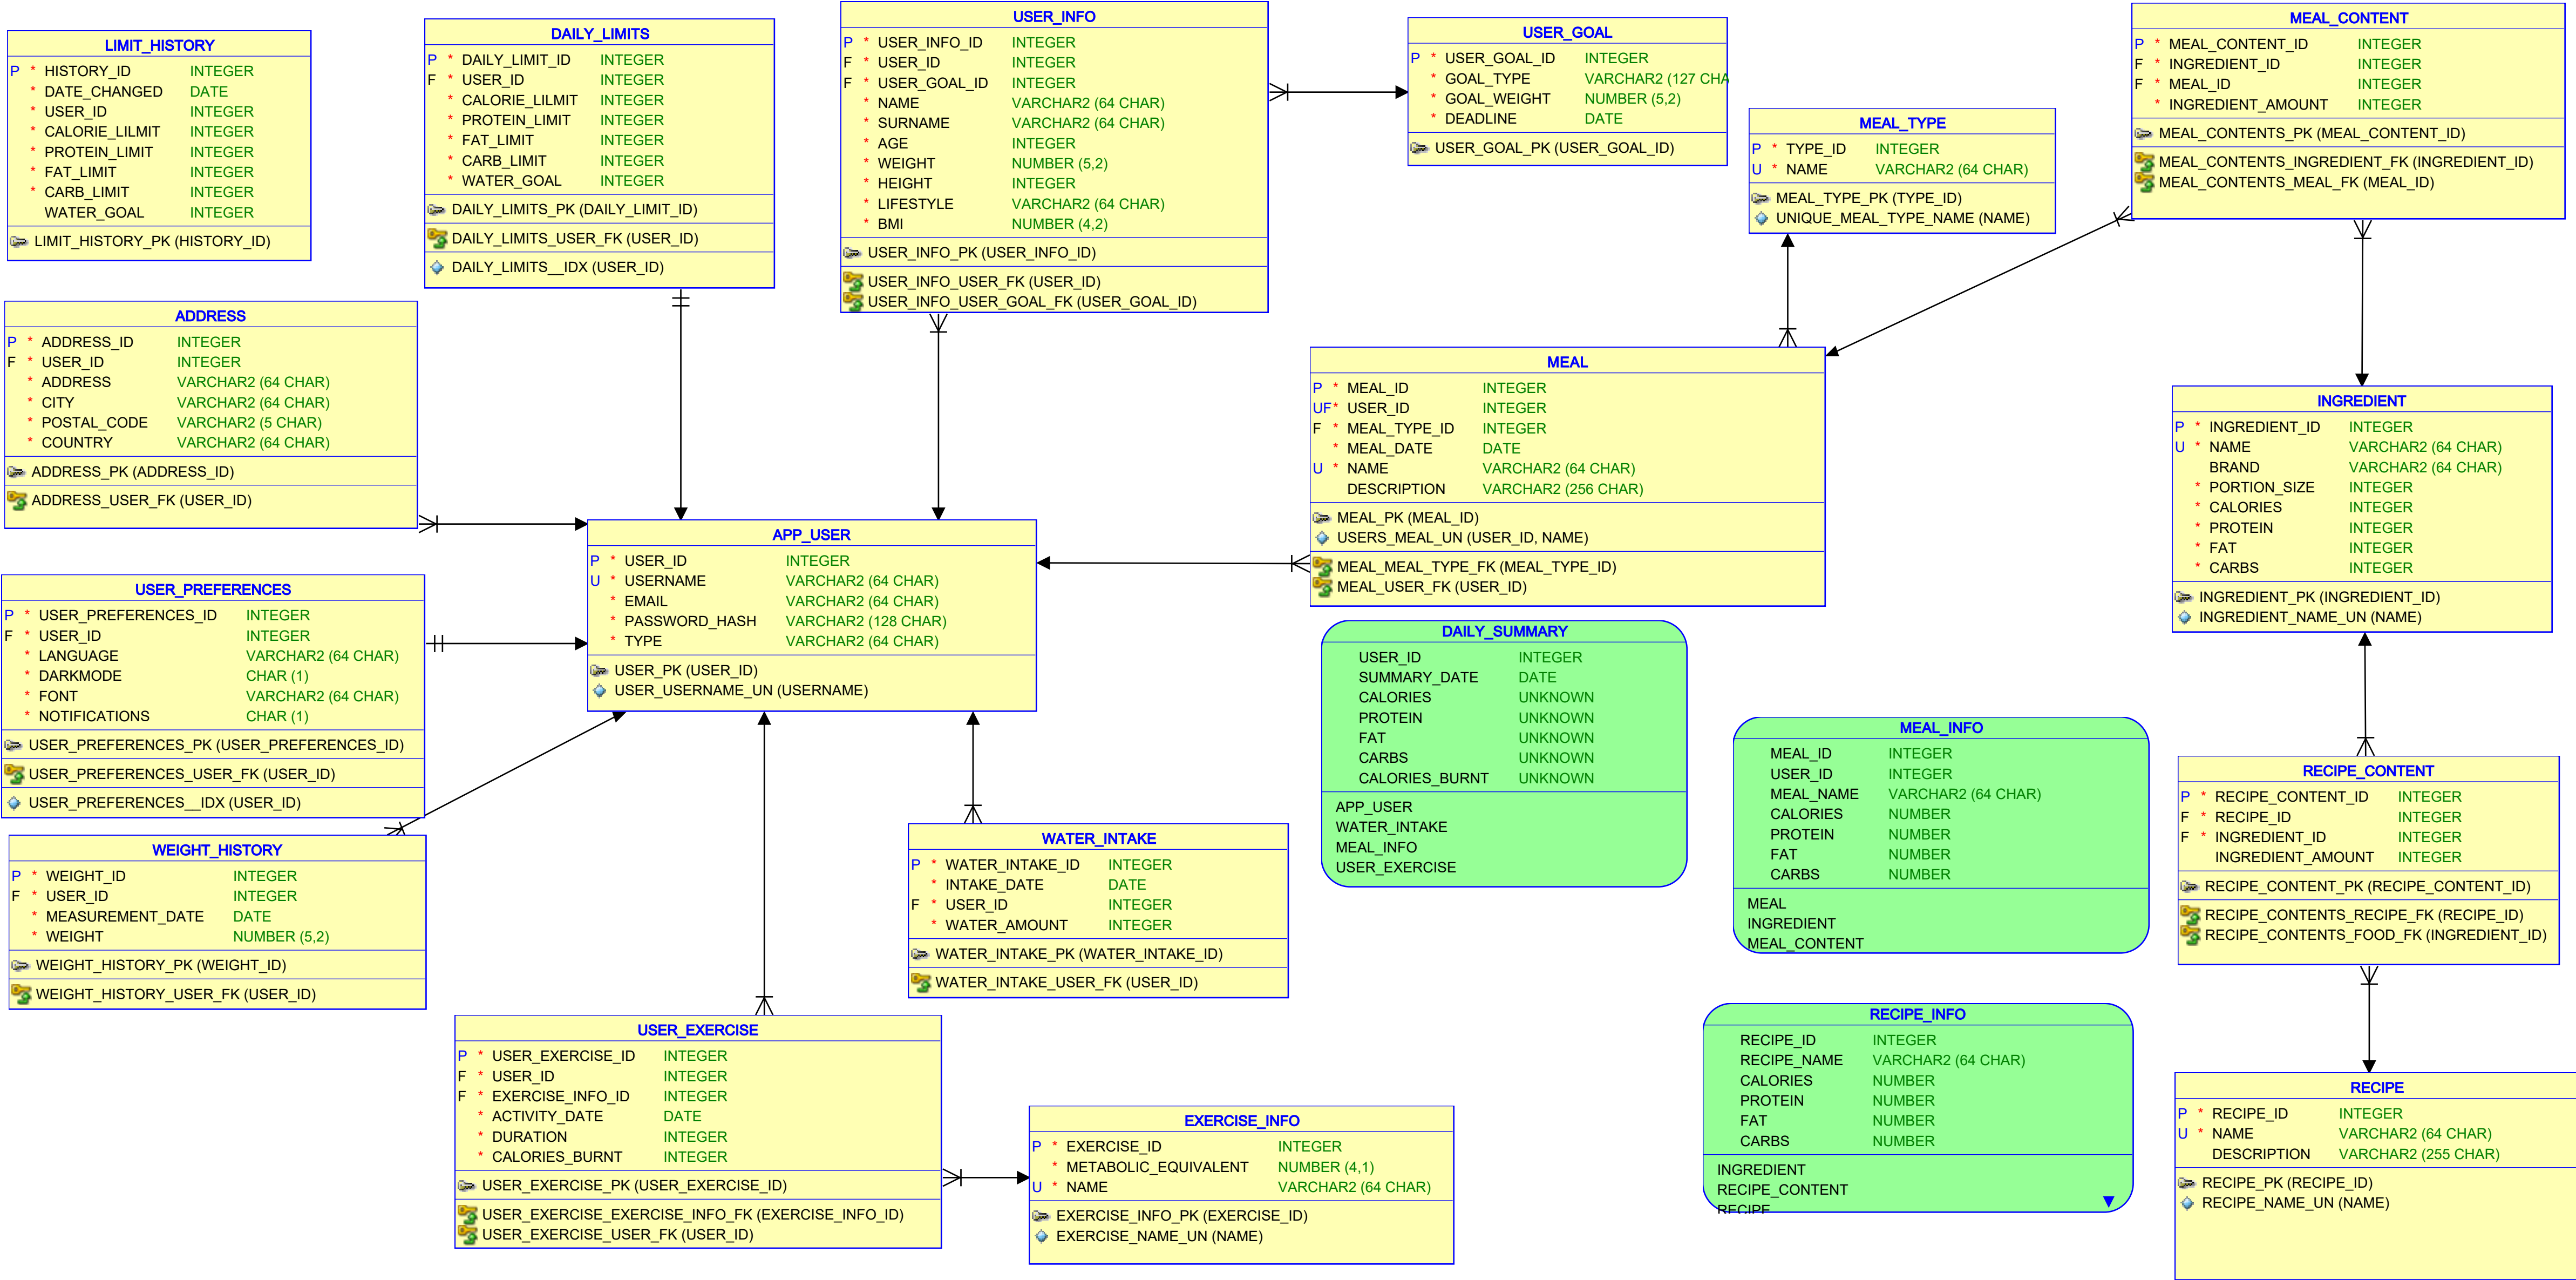 LIMIT_HISTORY
P * HISTORY_ID INTEGER
* DATE_CHANGED DATE
* USER_ID INTEGER
* CALORIE_LILMIT INTEGER
* PROTEIN_LIMIT INTEGER
* FAT_LIMIT INTEGER
* CARB_LIMIT INTEGER
WATER_GOAL INTEGER
LIMIT_HISTORY_PK (HISTORY_ID)
DAILY_LIMITS
P * DAILY_LIMIT_ID INTEGER
F * USER_ID INTEGER
* CALORIE_LILMIT INTEGER
* PROTEIN_LIMIT INTEGER
* FAT_LIMIT INTEGER
* CARB_LIMIT INTEGER
* WATER_GOAL INTEGER
DAILY_LIMITS_PK (DAILY_LIMIT_ID)
DAILY_LIMITS_USER_FK (USER_ID)
DAILY_LIMITS__IDX (USER_ID)
USER_INFO
P * USER_INFO_ID INTEGER
F * USER_ID INTEGER
F * USER_GOAL_ID INTEGER
* NAME VARCHAR2 (64 CHAR)
* SURNAME VARCHAR2 (64 CHAR)
* AGE INTEGER
* WEIGHT NUMBER (5,2)
* HEIGHT INTEGER
* LIFESTYLE VARCHAR2 (64 CHAR)
* BMI NUMBER (4,2)
USER_INFO_PK (USER_INFO_ID)
USER_INFO_USER_FK (USER_ID)
USER_INFO_USER_GOAL_FK (USER_GOAL_ID)
USER_GOAL
P * USER_GOAL_ID INTEGER
* GOAL_TYPE VARCHAR2 (127 CHA
* GOAL_WEIGHT NUMBER (5,2)
* DEADLINE DATE
USER_GOAL_PK (USER_GOAL_ID)
MEAL_TYPE
P * TYPE_ID INTEGER
U * NAME VARCHAR2 (64 CHAR)
MEAL_TYPE_PK (TYPE_ID)
UNIQUE_MEAL_TYPE_NAME (NAME)
MEAL_CONTENT
P * MEAL_CONTENT_ID INTEGER
F * INGREDIENT_ID INTEGER
F * MEAL_ID INTEGER
* INGREDIENT_AMOUNT INTEGER
MEAL_CONTENTS_PK (MEAL_CONTENT_ID)
MEAL_CONTENTS_INGREDIENT_FK (INGREDIENT_ID)
MEAL_CONTENTS_MEAL_FK (MEAL_ID)
ADDRESS
P * ADDRESS_ID INTEGER
F * USER_ID INTEGER
* ADDRESS VARCHAR2 (64 CHAR)
* CITY VARCHAR2 (64 CHAR)
* POSTAL_CODE VARCHAR2 (5 CHAR)
* COUNTRY VARCHAR2 (64 CHAR)
ADDRESS_PK (ADDRESS_ID)
ADDRESS_USER_FK (USER_ID)
MEAL
P * MEAL_ID INTEGER
UF* USER_ID INTEGER
F * MEAL_TYPE_ID INTEGER
* MEAL_DATE DATE
U * NAME VARCHAR2 (64 CHAR)
DESCRIPTION VARCHAR2 (256 CHAR)
MEAL_PK (MEAL_ID)
USERS_MEAL_UN (USER_ID, NAME)
MEAL_MEAL_TYPE_FK (MEAL_TYPE_ID)
MEAL_USER_FK (USER_ID)
INGREDIENT
P * INGREDIENT_ID INTEGER
U * NAME VARCHAR2 (64 CHAR)
BRAND VARCHAR2 (64 CHAR)
* PORTION_SIZE INTEGER
* CALORIES INTEGER
* PROTEIN INTEGER
* FAT INTEGER
* CARBS INTEGER
INGREDIENT_PK (INGREDIENT_ID)
INGREDIENT_NAME_UN (NAME)
APP_USER
P * USER_ID INTEGER
U * USERNAME VARCHAR2 (64 CHAR)
* EMAIL VARCHAR2 (64 CHAR)
* PASSWORD_HASH VARCHAR2 (128 CHAR)
* TYPE VARCHAR2 (64 CHAR)
USER_PK (USER_ID)
USER_USERNAME_UN (USERNAME)
USER_PREFERENCES
P * USER_PREFERENCES_ID INTEGER
F * USER_ID INTEGER
* LANGUAGE VARCHAR2 (64 CHAR)
* DARKMODE CHAR (1)
* FONT VARCHAR2 (64 CHAR)
* NOTIFICATIONS CHAR (1)
USER_PREFERENCES_PK (USER_PREFERENCES_ID)
USER_PREFERENCES_USER_FK (USER_ID)
USER_PREFERENCES__IDX (USER_ID)
DAILY_SUMMARY
USER_ID INTEGER
SUMMARY_DATE DATE
CALORIES UNKNOWN
PROTEIN UNKNOWN
FAT UNKNOWN
CARBS UNKNOWN
CALORIES_BURNT UNKNOWN
APP_USER
WATER_INTAKE
MEAL_INFO
USER_EXERCISE
MEAL_INFO
MEAL_ID INTEGER
USER_ID INTEGER
MEAL_NAME VARCHAR2 (64 CHAR)
CALORIES NUMBER
PROTEIN NUMBER
FAT NUMBER
CARBS NUMBER
MEAL
INGREDIENT
MEAL_CONTENT
RECIPE_CONTENT
P * RECIPE_CONTENT_ID INTEGER
F * RECIPE_ID INTEGER
F * INGREDIENT_ID INTEGER
INGREDIENT_AMOUNT INTEGER
RECIPE_CONTENT_PK (RECIPE_CONTENT_ID)
RECIPE_CONTENTS_RECIPE_FK (RECIPE_ID)
RECIPE_CONTENTS_FOOD_FK (INGREDIENT_ID)
WEIGHT_HISTORY
P * WEIGHT_ID INTEGER
F * USER_ID INTEGER
* MEASUREMENT_DATE DATE
* WEIGHT NUMBER (5,2)
WEIGHT_HISTORY_PK (WEIGHT_ID)
WEIGHT_HISTORY_USER_FK (USER_ID)
WATER_INTAKE
P * WATER_INTAKE_ID INTEGER
* INTAKE_DATE DATE
F * USER_ID INTEGER
* WATER_AMOUNT INTEGER
WATER_INTAKE_PK (WATER_INTAKE_ID)
WATER_INTAKE_USER_FK (USER_ID)
USER_EXERCISE
P * USER_EXERCISE_ID INTEGER
F * USER_ID INTEGER
F * EXERCISE_INFO_ID INTEGER
* ACTIVITY_DATE DATE
* DURATION INTEGER
* CALORIES_BURNT INTEGER
USER_EXERCISE_PK (USER_EXERCISE_ID)
USER_EXERCISE_EXERCISE_INFO_FK (EXERCISE_INFO_ID)
USER_EXERCISE_USER_FK (USER_ID)
EXERCISE_INFO
P * EXERCISE_ID INTEGER
* METABOLIC_EQUIVALENT NUMBER (4,1)
U * NAME VARCHAR2 (64 CHAR)
EXERCISE_INFO_PK (EXERCISE_ID)
EXERCISE_NAME_UN (NAME)
RECIPE_INFO
RECIPE_ID INTEGER
RECIPE_NAME VARCHAR2 (64 CHAR)
CALORIES NUMBER
PROTEIN NUMBER
FAT NUMBER
CARBS NUMBER
INGREDIENT
RECIPE_CONTENT
RECIPE
RECIPE
P * RECIPE_ID INTEGER
U * NAME VARCHAR2 (64 CHAR)
DESCRIPTION VARCHAR2 (255 CHAR)
RECIPE_PK (RECIPE_ID)
RECIPE_NAME_UN (NAME)